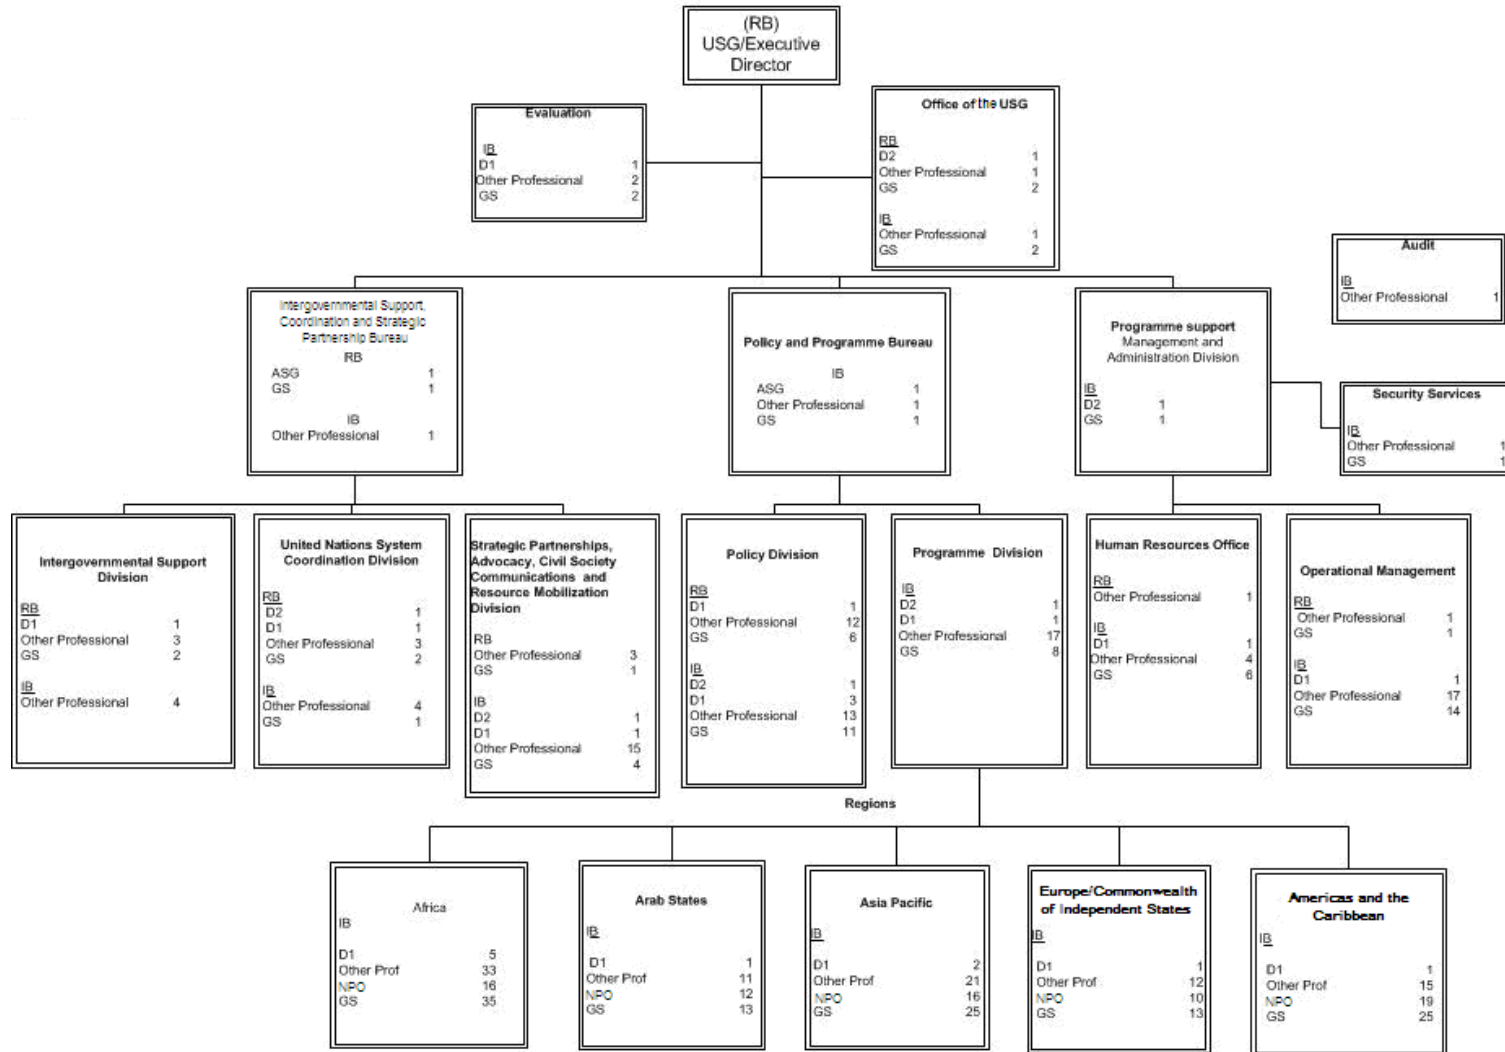 (RB)
USG/Executive
Director
Evaluation
IB
D1 1
Other Professional 2
GS 2
Office of the USG
RB
D2 1
Other Professional 1
GS 2
IB
Other Professional 1
GS 2
Audit
IB
Other Professional 1
Intergovernmental Support,
Coordination and Strategic
Partnership Bureau
RB
ASG 1
GS 1
IB
Other Professional 1
Policy and Programme Bureau
IB
ASG 1
Other Professional 1
GS 1
Programme support
Management and
Administration Division
IB
D2 1
GS 1
Security Services
IB
Other Professional 1
GS 1
Intergovernmental Support
Division
RB
D1 1
Other Professional 3
GS 2
IB
Other Professional 4
United Nations System
Coordination Division
RB
D2 1
D1 1
Other Professional 3
GS 2
IB
Other Professional 4
GS 1
Strategic Partnerships,
Advocacy, Civil Society
Communications and
Resource Mobilization
Division
RB
Other Professional 3
GS 1
IB
D2 1
D1 1
Other Professional 15
GS 4
Policy Division
RB
D1 1
Other Professional 12
GS 6
IB
D2 1
D1 3
Other Professional 13
GS 11
Programme Division
IB
D2 1
D1 1
Other Professional 17
GS 8
Human Resources Office
RB
Other Professional 1
IB
D1 1
Other Professional 4
GS 6
Operational Management
RB
Other Professional 1
GS 1
IB
D1 1
Other Professional 17
GS 14
Regions
Africa
IB
D1 5
Other Prof 33
NPO 16
GS 35
Arab States
IB
D1 1
Other Prof 11
NPO 12
GS 13
Asia Pacific
IB
D1 2
Other Prof 21
NPO 16
GS 25
Europe/Commonwealth
of Independent States
IB
D1 1
Other Prof 12
NPO 10
GS 13
Americas and the
Caribbean
IB
D1 1
Other Prof 15
NPO 19
GS 25